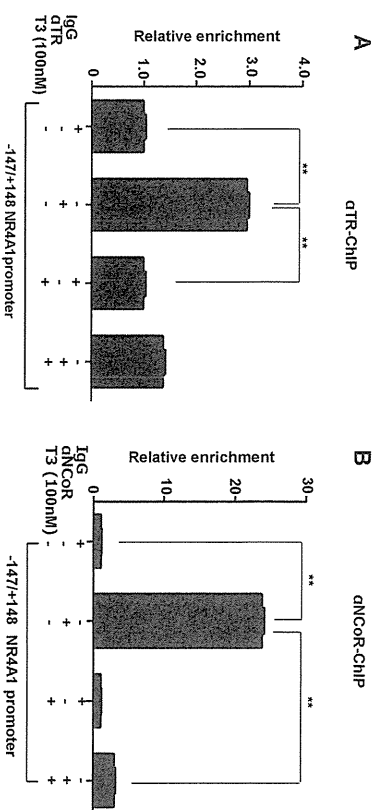 A
αTR-ChIP
Relative enrichment
4.0
3.0
2.0
1.0
0
**
**
IgG + - + -
αTR - + - +
T3 (100nM) - - + +
-147/+148 NR4A1promoter
B
αNCoR-ChIP
Relative enrichment
30
20
10
0
**
**
IgG + - + -
αNCoR - + - +
T3 (100nM) - - + +
-147/+148 NR4A1 promoter